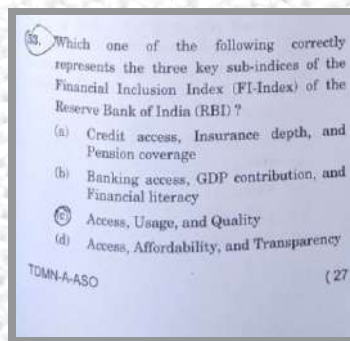 33. Which one of the following correctly
represents the three key sub-indices of the
Financial Inclusion Index (FI-Index) of the
Reserve Bank of India (RBI) ?
(a) Credit access, Insurance depth, and
Pension coverage
(b) Banking access, GDP contribution, and
Financial literacy
(c) Access, Usage, and Quality
(d) Access, Affordability, and Transparency
TDMN-A-ASO
( 27